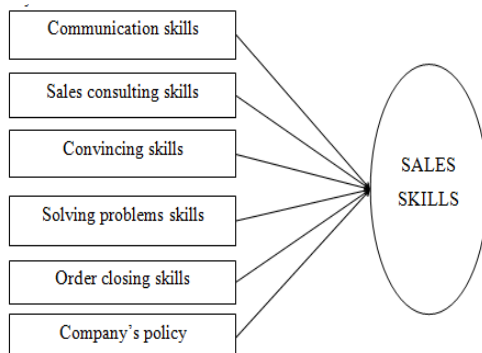 Communication skills
Sales consulting skills
Convincing skills
Solving problems skills
Order closing skills
Company's policy
SALES
SKILLS